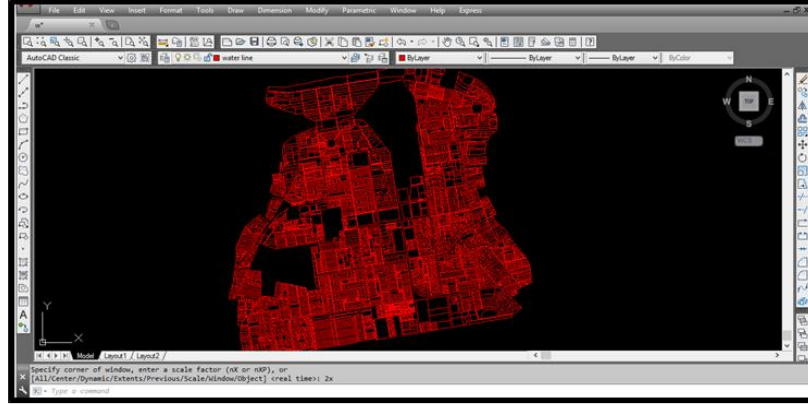 File Edit View Insert Format Tools Draw Dimension Modify Parametric Window Help Express
AutoCAD Classic water line ByLayer ByLayer ByLayer ByColor
N
W TOP E
S
WCS
Y
X
Model Layout1 Layout2
Specify corner of window, enter a scale factor (nX or nXP), or
[All/Center/Dynamic/Extents/Previous/Scale/Window/Object] <real time>: 2x
Type a command